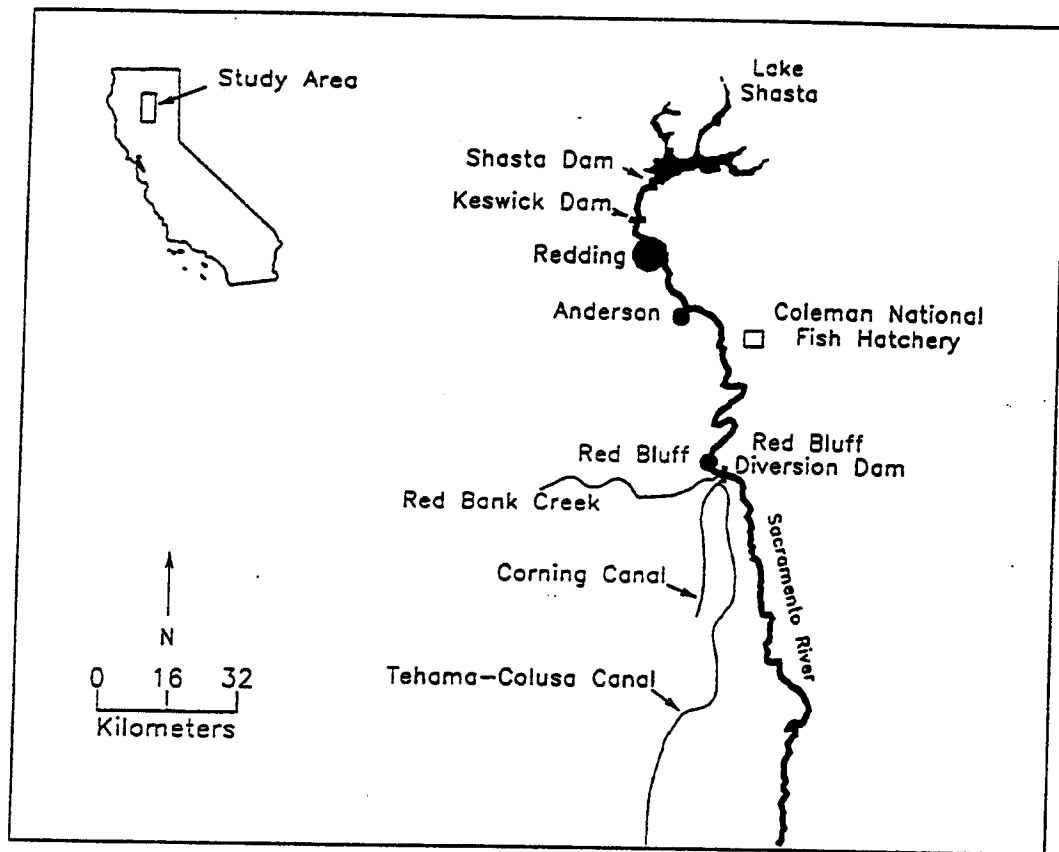 Study Area
Lake
Shasta
Shasta Dam
Keswick Dam
Redding
Anderson
Coleman National
Fish Hatchery
Red Bluff
Red Bluff
Diversion Dam
Red Bank Creek
Sacramento River
Corning Canal
Tehama-Colusa Canal
N
0 16 32
Kilometers